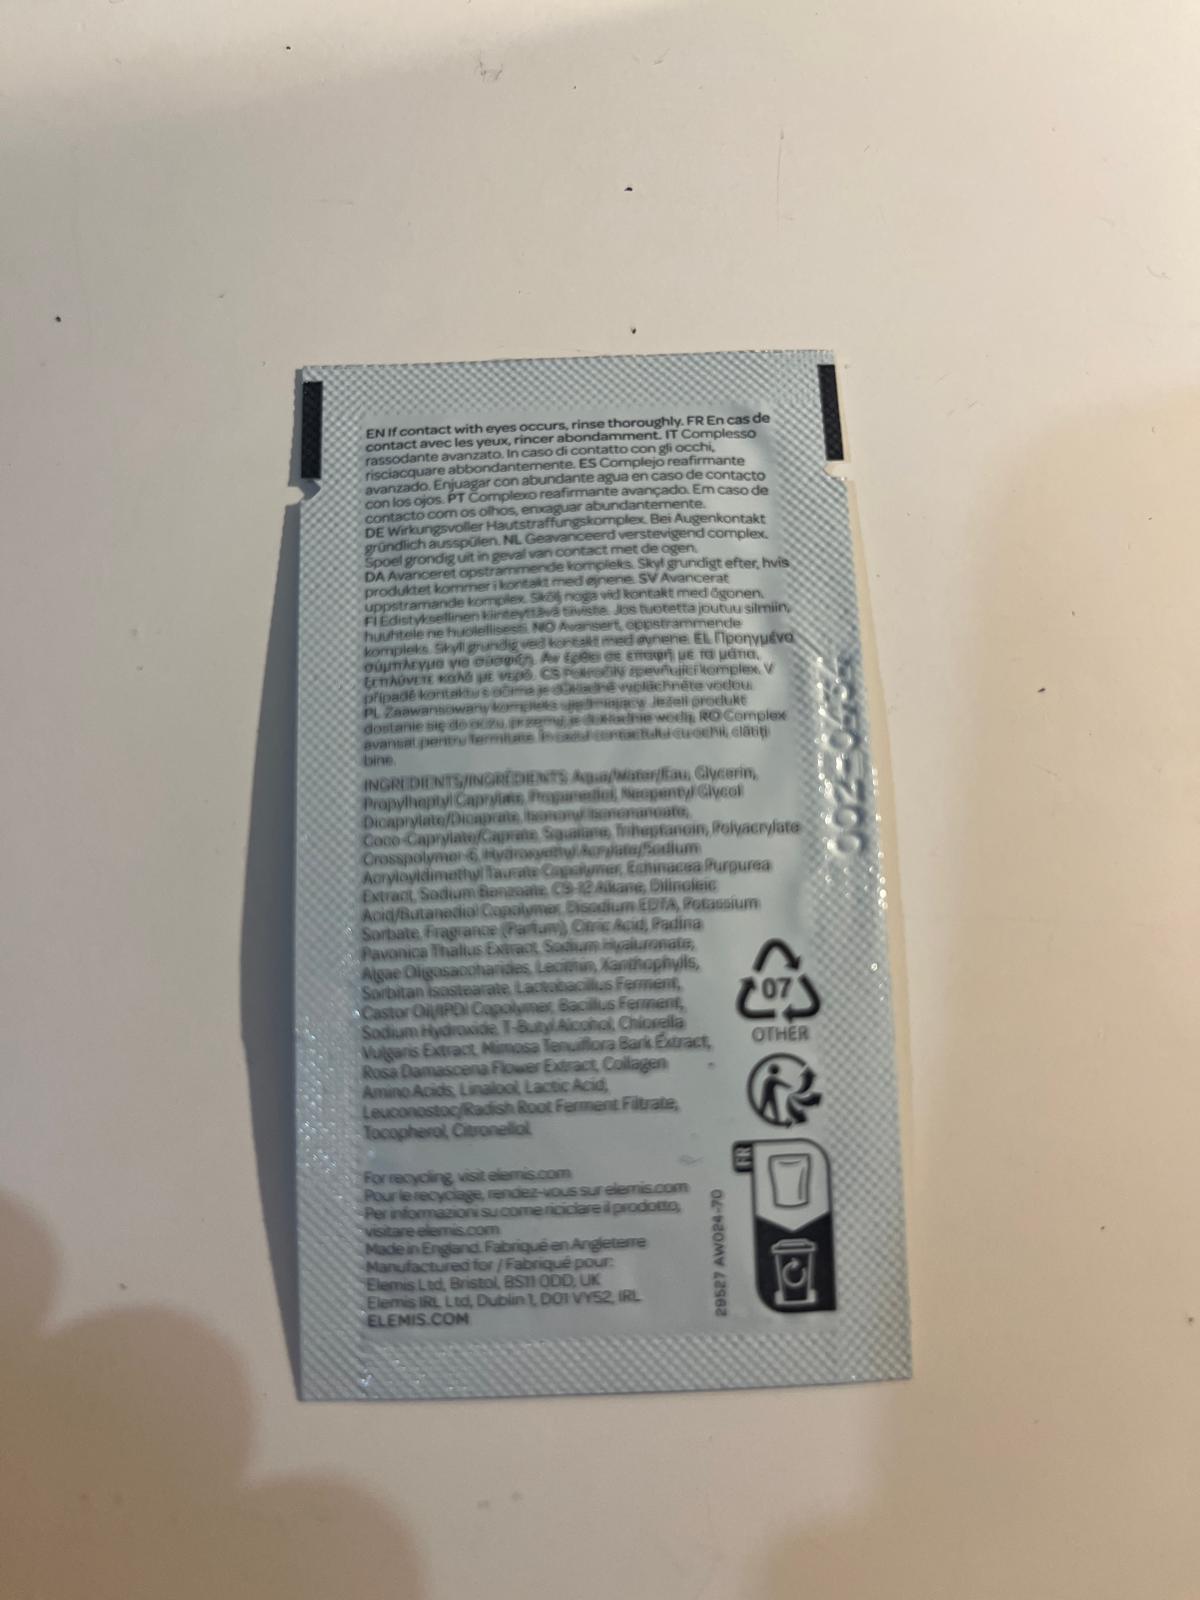 EN If contact with eyes occurs, rinse thoroughly. FR En cas de
contact avec les yeux, rincer abondamment. IT Complesso
rassodante avanzato. In caso di contatto con gli occhi,
risciacquare abbondantemente. ES Complejo reafirmante
avanzado. Enjuagar con abundante agua en caso de contacto
con los ojos. PT Complexo reafirmante avançado. Em caso de
contacto com os olhos, enxaguar abundantemente.
DE Wirkungsvoller Hautstraffungskomplex. Bei Augenkontakt
gründlich ausspülen. NL Geavanceerd verstevigend complex.
Spoel grondig uit in geval van contact met de ogen.
DA Avanceret opstrammende kompleks. Skyl grundigt efter, hvis
produktet kommer i kontakt med øjnene. SV Avancerat
uppstramande komplex. Skölj noga vid kontakt med ögonen.
FI Edistyksellinen kiinteyttävä tiiviste. Jos tuotetta joutuu silmiin,
huuhtele ne huolellisesti. NO Avansert, oppstrammende
kompleks. Skyll grundig ved kontakt med øynene. EL Προηγμένο
σύμπλεγμα για σύσφιξη. Αν έρθει σε επαφή με τα μάτια,
ξεπλύνετε καλά με νερό. CS Pokročilý zpevňující komplex. V
případě kontaktu s očima je důkladně vypláchněte vodou.
PL Zaawansowany kompleks ujędrniający. Jeżeli produkt
dostanie się do oczu, przemyj je dokładnie wodą. RO Complex
avansat pentru fermitate. În cazul contactului cu ochii, clătiți
bine.
INGREDIENTS/INGRÉDIENTS: Aqua/Water/Eau, Glycerin,
Propylheptyl Caprylate, Propanediol, Neopentyl Glycol
Dicaprylate/Dicaprate, Isononyl Isononanoate,
Coco-Caprylate/Caprate, Squalane, Triheptanoin, Polyacrylate
Crosspolymer-6, Hydroxyethyl Acrylate/Sodium
Acryloyldimethyl Taurate Copolymer, Echinacea Purpurea
Extract, Sodium Benzoate, C9-12 Alkane, Dilinoleic
Acid/Butanediol Copolymer, Disodium EDTA, Potassium
Sorbate, Fragrance (Parfum), Citric Acid, Padina
Pavonica Thallus Extract, Sodium Hyaluronate,
Algae Oligosaccharides, Lecithin, Xanthophylls,
Sorbitan Isostearate, Lactobacillus Ferment,
Castor Oil/IPDI Copolymer, Bacillus Ferment,
Sodium Hydroxide, T-Butyl Alcohol, Chlorella
Vulgaris Extract, Mimosa Tenuiflora Bark Extract,
Rosa Damascena Flower Extract, Collagen
Amino Acids, Linalool, Lactic Acid,
Leuconostoc/Radish Root Ferment Filtrate,
Tocopherol, Citronellol
07
OTHER
FR
For recycling, visit elemis.com
Pour le recyclage, rendez-vous sur elemis.com
Per informazioni su come riciclare il prodotto,
visitare elemis.com
Made in England. Fabriqué en Angleterre
Manufactured for / Fabriqué pour:
Elemis Ltd, Bristol, BS11 0DD, UK
Elemis IRL Ltd, Dublin 1, D01 VY52, IRL
ELEMIS.COM
29527 AW024-70